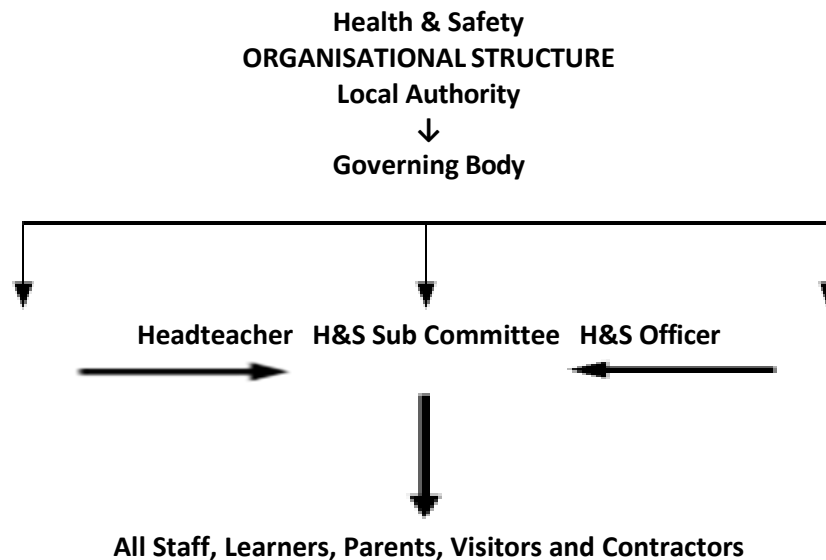 Health & Safety
ORGANISATIONAL STRUCTURE
Local Authority
↓
Governing Body
Headteacher H&S Sub Committee H&S Officer
All Staff, Learners, Parents, Visitors and Contractors